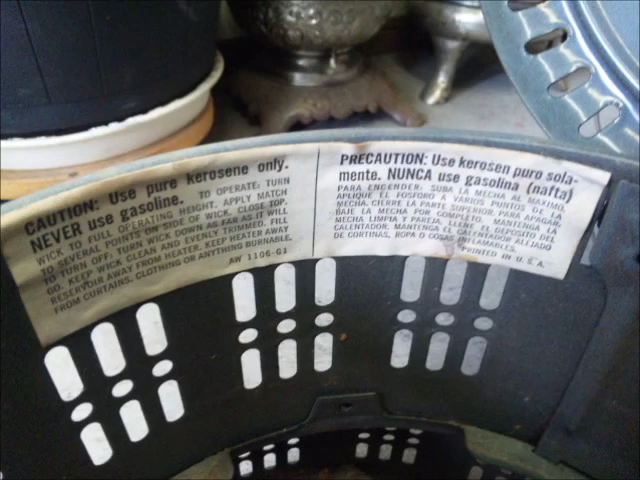 CAUTION: Use pure kerosene only.
NEVER use gasoline. TO OPERATE: TURN
WICK TO FULL OPERATING HEIGHT. APPLY MATCH
TO SEVERAL POINTS ON SIDE OF WICK. CLOSE TOP.
TO TURN OFF: TURN WICK DOWN AS FAR AS IT WILL
GO. KEEP WICK CLEAN AND EVENLY TRIMMED. FILL
RESERVOIR AWAY FROM HEATER. KEEP HEATER AWAY
FROM CURTAINS, CLOTHING OR ANYTHING BURNABLE.
AW 1106-G1
PRECAUTION: Use kerosen puro sola-
mente. NUNCA use gasolina (nafta)
PARA ENCENDER: SUBA LA MECHA AL MAXIMO,
APLIQUE EL FOSFORO A VARIOS PUNTOS DE LA
MECHA. CIERRE LA PARTE SUPERIOR. PARA APAGAR,
BAJE LA MECHA POR COMPLETO. MANTENGA LA
MECHA LIMPIA Y PAREJA. LLENE EL DEPOSITO DEL
CALENTADOR. MANTENGA EL CALENTADOR ALEJADO
DE CORTINAS, ROPA O COSAS INFLAMABLES.
PRINTED IN U.S.A.